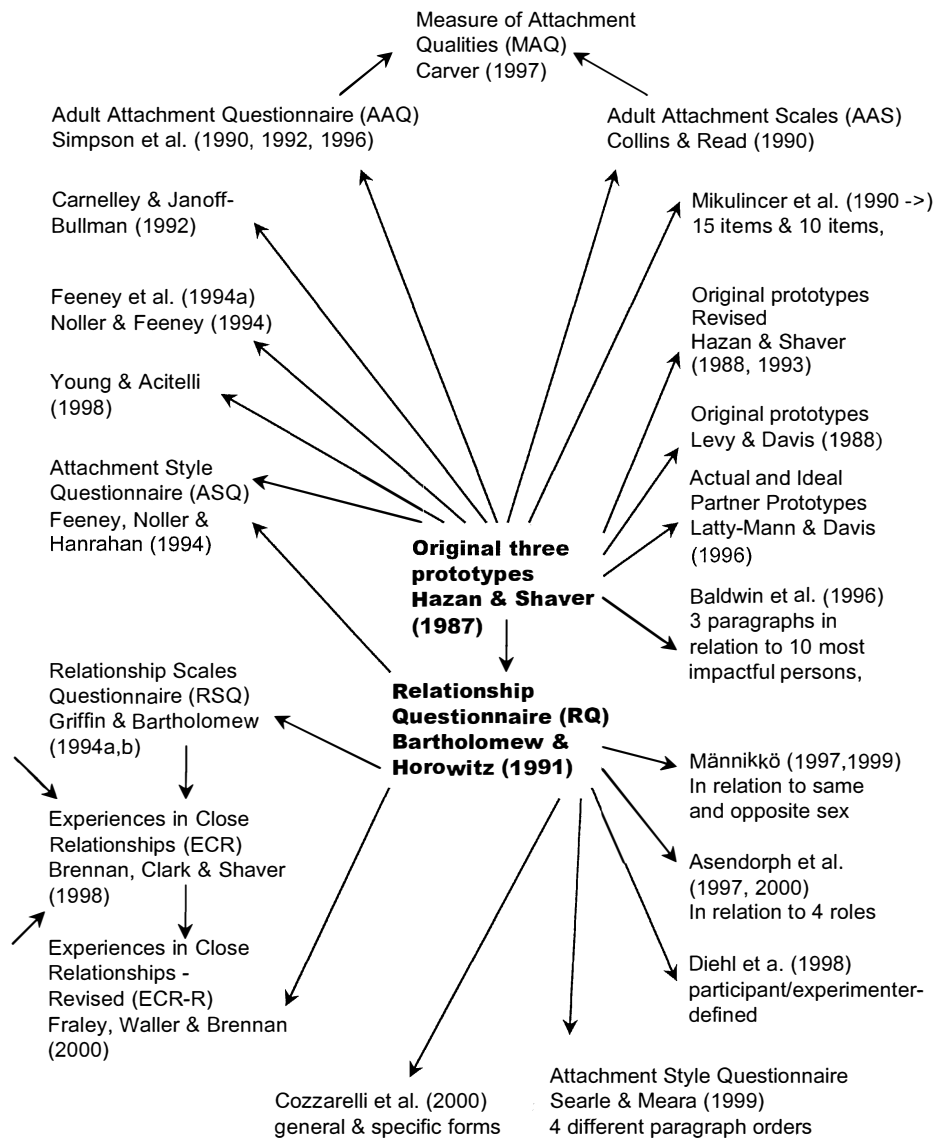 Measure of Attachment
Qualities (MAQ)
Carver (1997)
Adult Attachment Questionnaire (AAQ)
Simpson et al. (1990, 1992, 1996)
Adult Attachment Scales (AAS)
Collins & Read (1990)
Carnelley & Janoff-
Bullman (1992)
Mikulincer et al. (1990 ->)
15 items & 10 items,
Feeney et al. (1994a)
Noller & Feeney (1994)
Original prototypes
Revised
Hazan & Shaver
(1988, 1993)
Young & Acitelli
(1998)
Original prototypes
Levy & Davis (1988)
Attachment Style
Questionnaire (ASQ)
Feeney, Noller &
Hanrahan (1994)
Actual and Ideal
Partner Prototypes
Latty-Mann & Davis
(1996)
Original three
prototypes
Hazan & Shaver
(1987)
Baldwin et al. (1996)
3 paragraphs in
relation to 10 most
impactful persons,
Relationship Scales
Questionnaire (RSQ)
Griffin & Bartholomew
(1994a,b)
Relationship
Questionnaire (RQ)
Bartholomew &
Horowitz (1991)
Männikkö (1997,1999)
In relation to same
and opposite sex
Experiences in Close
Relationships (ECR)
Brennan, Clark & Shaver
(1998)
Asendorph et al.
(1997, 2000)
In relation to 4 roles
Experiences in Close
Relationships -
Revised (ECR-R)
Fraley, Waller & Brennan
(2000)
Diehl et a. (1998)
participant/experimenter-
defined
Cozzarelli et al. (2000)
general & specific forms
Attachment Style Questionnaire
Searle & Meara (1999)
4 different paragraph orders